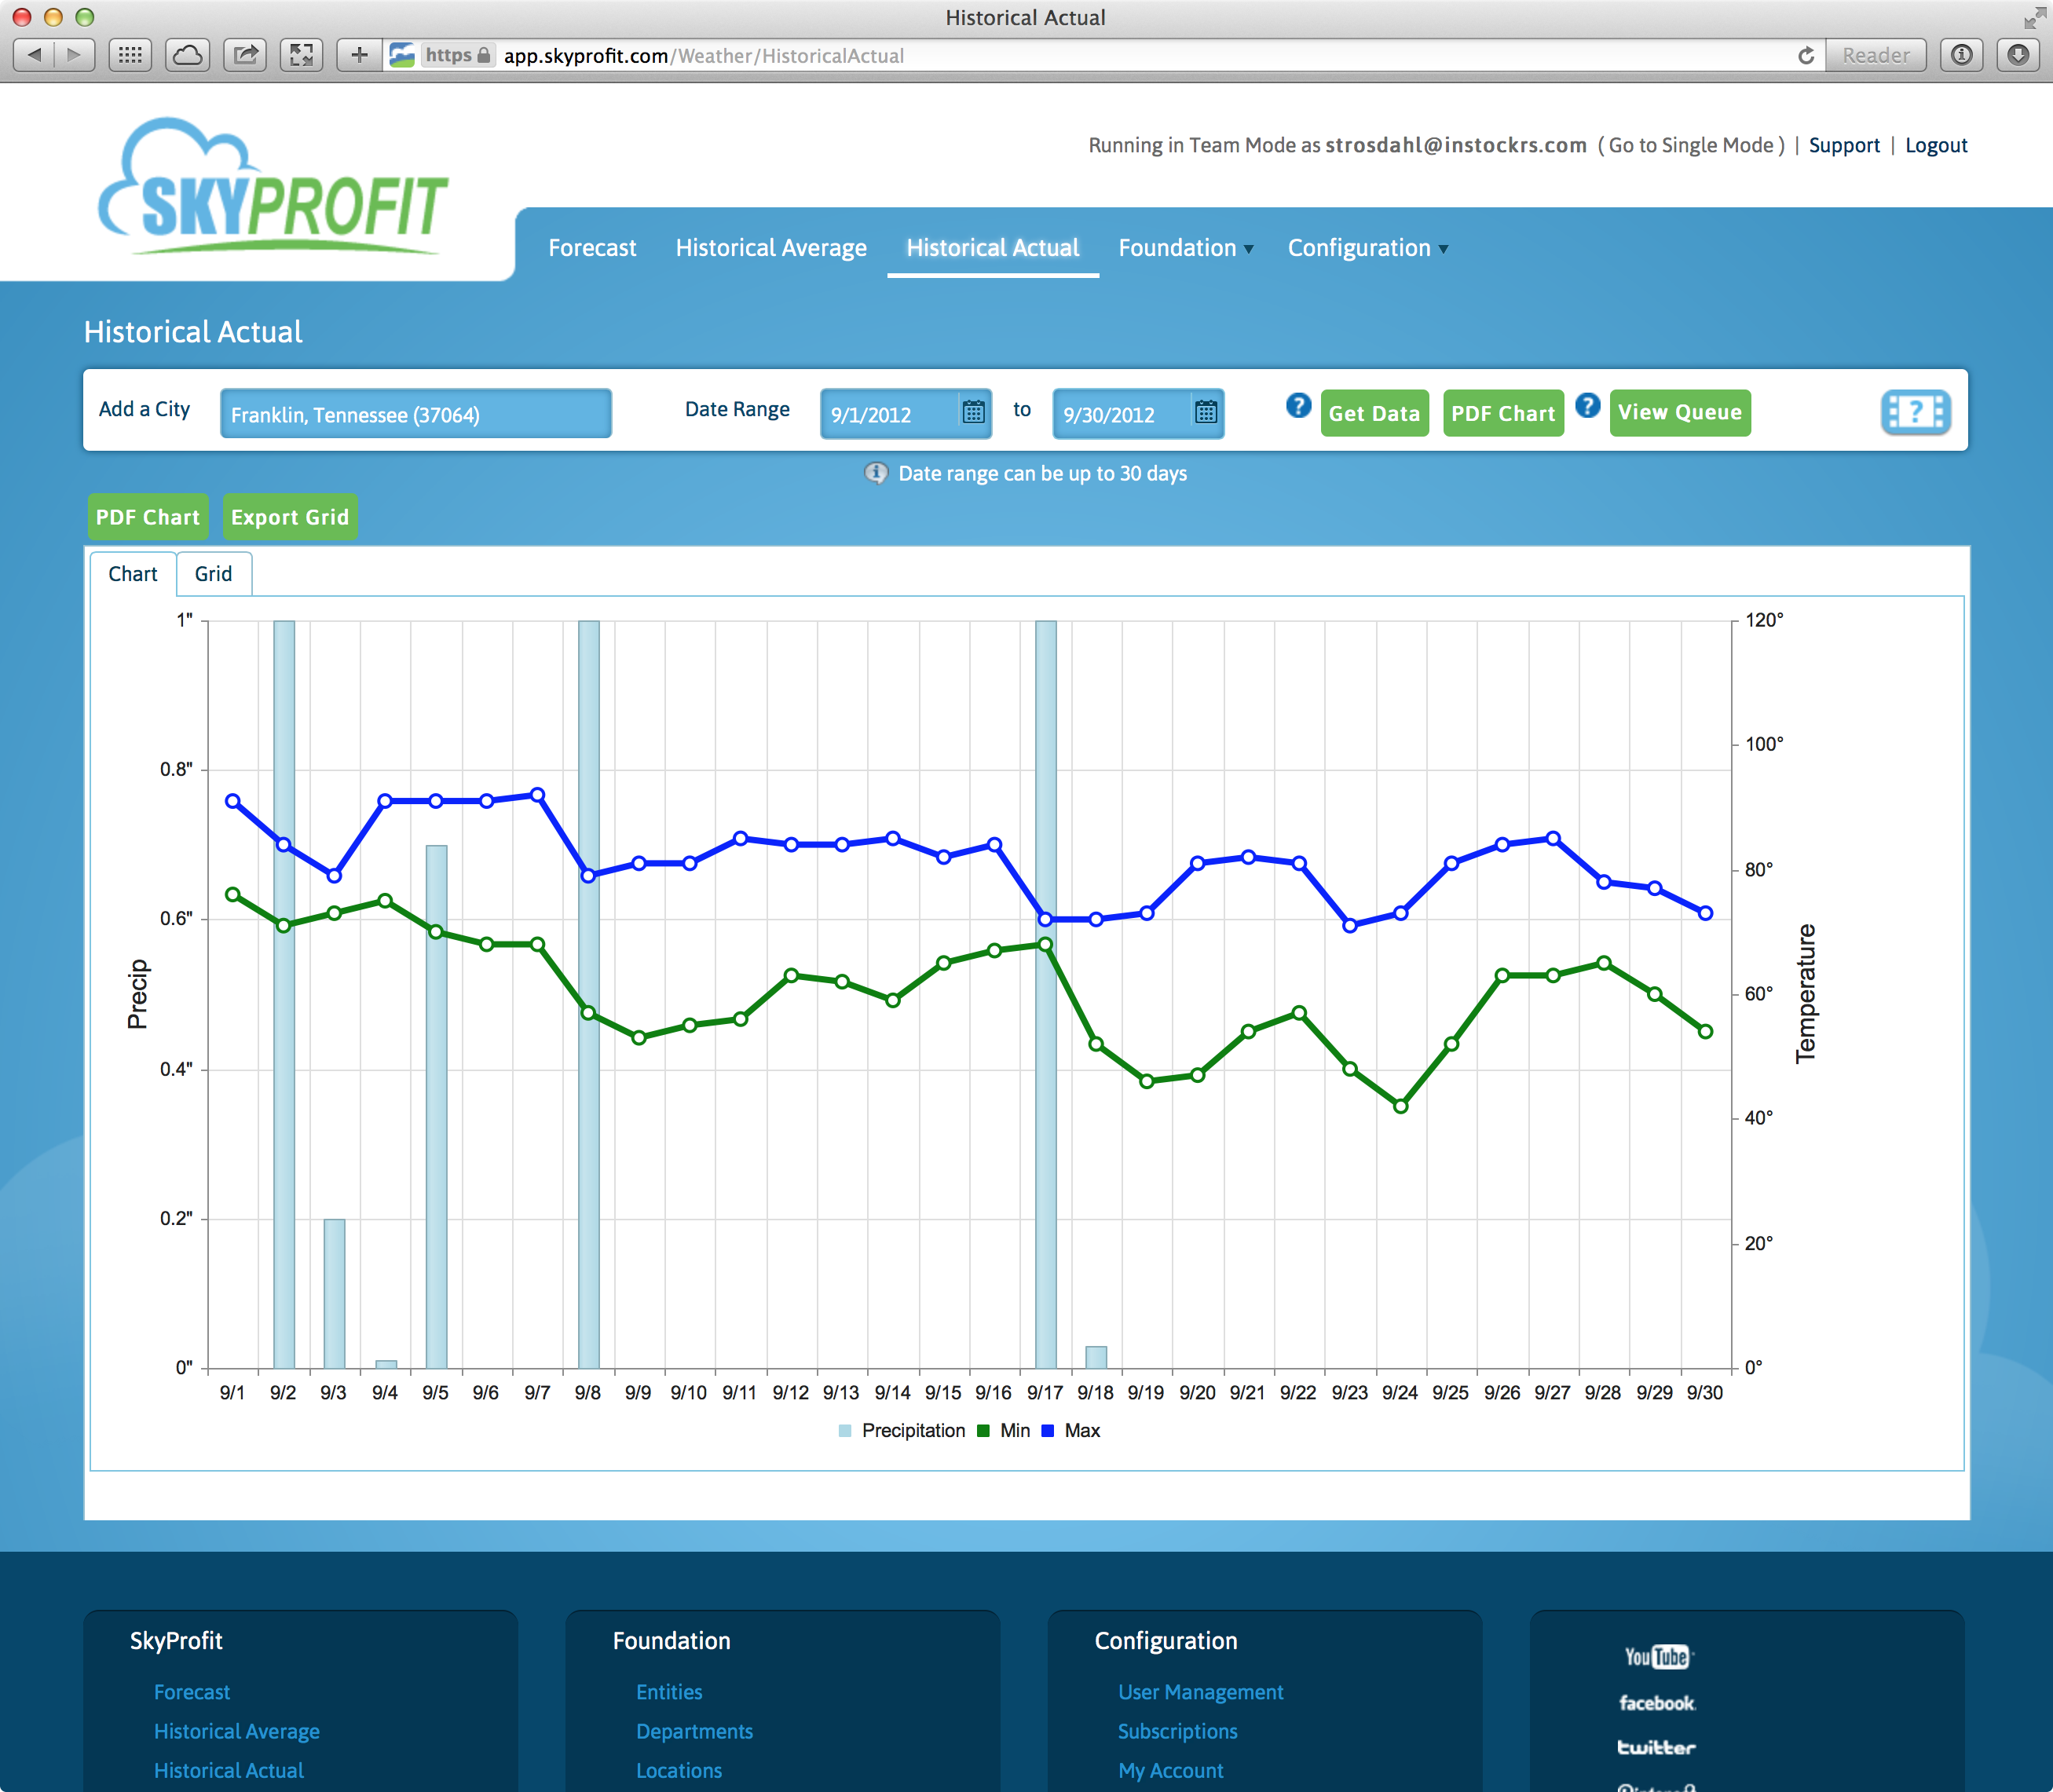 Historical Actual
https app.skyprofit.com/Weather/HistoricalActual Reader
SKYPROFIT
Running in Team Mode as strosdahl@instockrs.com ( Go to Single Mode ) | Support | Logout
Forecast Historical Average Historical Actual Foundation Configuration
Historical Actual
Add a City Franklin, Tennessee (37064) Date Range 9/1/2012 to 9/30/2012 ? Get Data PDF Chart ? View Queue ?
Date range can be up to 30 days
PDF Chart Export Grid
Chart Grid
1" 120°
100°
0.8"
80°
0.6"
Precip
60°
Temperature
0.4"
40°
0.2"
20°
0" 0°
9/1 9/2 9/3 9/4 9/5 9/6 9/7 9/8 9/9 9/10 9/11 9/12 9/13 9/14 9/15 9/16 9/17 9/18 9/19 9/20 9/21 9/22 9/23 9/24 9/25 9/26 9/27 9/28 9/29 9/30
Precipitation Min Max
SkyProfit
Forecast
Historical Average
Historical Actual
Foundation
Entities
Departments
Locations
Configuration
User Management
Subscriptions
My Account
YouTube
facebook
twitter